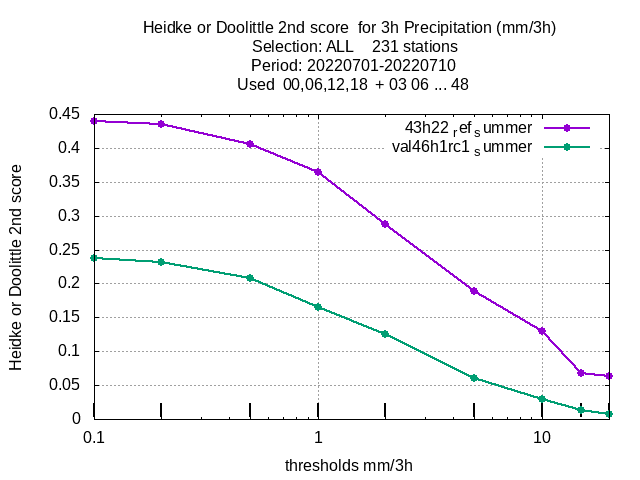 Heidke or Doolittle 2nd score  for 3h Precipitation (mm/3h)
Selection: ALL    231 stations
Period: 20220701-20220710
Used  00,06,12,18  + 03 06 ... 48
43h22 refsummer
val46h1rc1 summer
Heidke or Doolittle 2nd score
0.45
0.4
0.35
0.3
0.25
0.2
0.15
0.1
0.05
0
0.1 1 10
thresholds mm/3h